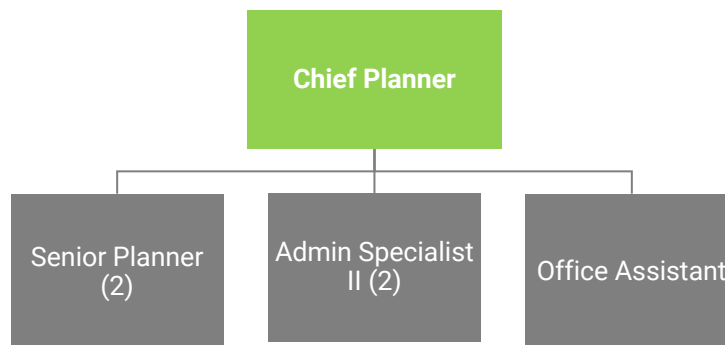 Chief Planner
Senior Planner
(2)
Admin Specialist
II (2)
Office Assistant